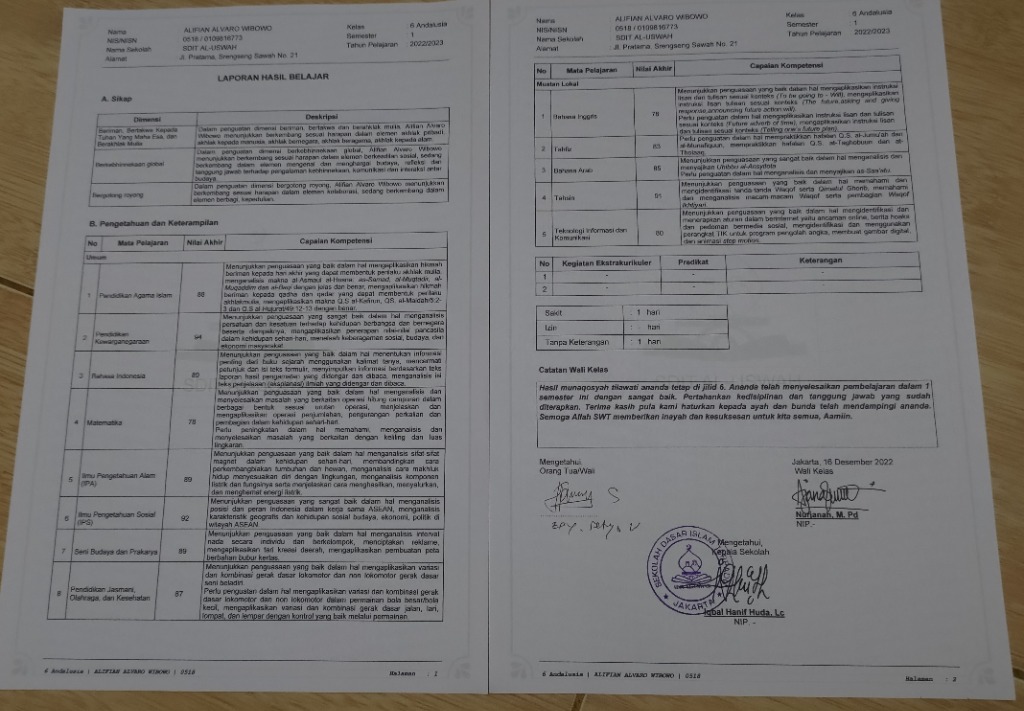 Nama ALIFIAN ALVARO WIBOWO Kelas : 6 Andalusia
NIS/NISN 0518 / 0109816773 Semester : 1
Nama Sekolah SDIT AL-USWAH Tahun Pelajaran : 2022/2023
Alamat Jl. Pratama, Srengseng Sawah No. 21
LAPORAN HASIL BELAJAR
A. Sikap
Dimensi Deskripsi
Beriman, Bertakwa Kepada Tuhan Yang Maha Esa, dan Berakhlak Mulia
Dalam penguatan dimensi beriman, bertakwa dan berakhlak mulia, Alifian Alvaro
Wibowo menunjukkan berkembang sesuai harapan dalam elemen akhlak pribadi,
akhlak kepada manusia, akhlak bernegara, akhlak beragama, akhlak kepada alam
Berkebhinnekaan global
Dalam penguatan dimensi berkebhinnekaan global, Alifian Alvaro Wibowo
menunjukkan berkembang sesuai harapan dalam elemen berkeadilan sosial, sedang
berkembang dalam elemen mengenal dan menghargai budaya, refleksi dan
tanggung jawab terhadap pengalaman kebhinnekaan, komunikasi dan interaksi antar
budaya.
Bergotong royong
Dalam penguatan dimensi bergotong royong, Alifian Alvaro Wibowo menunjukkan
berkembang sesuai harapan dalam elemen kolaborasi, sedang berkembang dalam
elemen berbagi, kepedulian.
B. Pengetahuan dan Keterampilan
No Mata Pelajaran Nilai Akhir Capaian Kompetensi
Umum
1 Pendidikan Agama Islam 88
Menunjukkan penguasaan yang baik dalam hal mengaplikasikan hikmah
beriman kepada hari akhir yang dapat membentuk perilaku akhlak mulia,
menganalisis makna al-Asmaul al-Husna: as-Samad, al-Muqtadir, al-
Muqaddim dan al-Baqi dengan jelas dan benar, mengaplikasikan hikmah
beriman kepada qadha dan qadar yang dapat membentuk perilaku
akhlakmulia, mengaplikasikan makna Q.S al-Kafirun, QS. al-Maidah/5:2-
3 dan Q.S al Hujurat/49:12-13 dengan benar.
2 Pendidikan Kewarganegaraan 94
Menunjukkan penguasaan yang sangat baik dalam hal menganalisis
persatuan dan kesatuan terhadap kehidupan berbangsa dan bernegara
beserta dampaknya, mengaplikasikan penerapan nilai-nilai pancasila
dalam kehidupan sehari-hari, menelaah keberagaman sosial, budaya dan
ekonomi masyarakat.
3 Bahasa Indonesia 85
Menunjukkan penguasaan yang baik dalam hal menentukan informasi
penting dari buku sejarah menggunakan kalimat tanya, mencermati
petunjuk dan isi teks formulir, menyimpulkan informasi berdasarkan teks
laporan hasil pengamatan yang didengar dan dibaca, menganalisis isi
teks penjelasan (eksplanasi) ilmiah yang didengar dan dibaca.
4 Matematika 78
Menunjukkan penguasaan yang baik dalam hal menganalisis dan
menyelesaikan masalah yang berkaitan dengan operasi hitung campuran dalam
berbagai bentuk sesuai urutan operasi, menjelaskan dan
mengaplikasikan operasi penjumlahan, pengurangan perkalian dan
pembagian dalam kehidupan sehari-hari.
Perlu peningkatan dalam hal memahami, menganalisis dan
menyelesaikan masalah yang berkaitan dengan keliling dan luas
lingkaran.
5 Ilmu Pengetahuan Alam (IPA) 89
Menunjukkan penguasaan yang baik dalam hal menganalisis sifat-sifat
magnet dalam kehidupan sehari-hari, membandingkan cara
perkembangbiakan tumbuhan dan hewan, menganalisis cara makhluk
hidup menyesuaikan diri dengan lingkungan, menganalisis komponen
listrik dan fungsinya serta menjelaskan cara menghasilkan, menyalurkan,
dan menghemat energi listrik.
6 Ilmu Pengetahuan Sosial (IPS) 92
Menunjukkan penguasaan yang sangat baik dalam hal menganalisis
posisi dan peran Indonesia dalam kerja sama ASEAN, menganalisis
karakteristik geografis dan kehidupan sosial budaya, ekonomi, politik di
wilayah ASEAN.
7 Seni Budaya dan Prakarya 89
Menunjukkan penguasaan yang baik dalam hal menganalisis interval
nada secara individu dan berkelompok, menciptakan reklame,
mengaplikasikan tari kreasi daerah, mengaplikasikan pembuatan peta
berbahan bubur kertas.
8 Pendidikan Jasmani, Olahraga, dan Kesehatan 87
Menunjukkan penguasaan yang baik dalam hal mengaplikasikan variasi
dan kombinasi gerak dasar lokomotor dan non lokomotor gerak dasar
seni beladiri.
Perlu penguatan dalam hal mengaplikasikan variasi dan kombinasi gerak
dasar lokomotor dan non lokomotor dalam permainan bola besar/bola
kecil, mengaplikasikan variasi dan kombinasi gerak dasar jalan, lari,
lompat, dan lempar dengan kontrol yang baik melalui permainan.
6 Andalusia | ALIFIAN ALVARO WIBOWO | 0518 Halaman : 1
Nama ALIFIAN ALVARO WIBOWO Kelas : 6 Andalusia
NIS/NISN 0518 / 0109816773 Semester : 1
Nama Sekolah SDIT AL-USWAH Tahun Pelajaran : 2022/2023
Alamat Jl. Pratama, Srengseng Sawah No. 21
No Mata Pelajaran Nilai Akhir Capaian Kompetensi
Muatan Lokal
1 Bahasa Inggris 78
Menunjukkan penguasaan yang baik dalam hal mengaplikasikan instruksi
lisan dan tulisan sesuai konteks (To be going to - Will), mengaplikasikan
instruksi lisan tulisan sesuai konteks (The future,asking and giving
response,announcing future action:will).
Perlu penguatan dalam hal mengaplikasikan instruksi lisan dan tulisan
sesuai konteks (Future adverb of time), mengaplikasikan instruksi lisan
dan tulisan sesuai konteks (Telling one's future plan).
2 Tahfiz 83
Perlu penguatan dalam hal mempraktikkan hafalan Q.S. al-Jumu'ah dan
al-Munafiquun, mempraktikkan hafalan Q.S. at-Taghobbun dan at-
Tholaaq.
3 Bahasa Arab 85
Menunjukkan penguasaan yang sangat baik dalam hal menganalisis dan
menyajikan
Perlu penguatan dalam hal menganalisis dan menyajikan as-Saa'atu
4 Tahsin 91
Menunjukkan penguasaan yang sangat baik dalam hal memahami dan
mengidentifikasi tanda-tanda Waqof serta Qiroatul Ghorib, memahami
dan menganalisis macam-macam Waqof serta pembagian Waqof
Ikhtiyari.
5 Teknologi Informasi dan Komunikasi 80
Menunjukkan penguasaan yang baik dalam hal mengidentifikasi dan
menerapkan aturan dalam berinternet yaitu ancaman online, berita hoaks
dan pedoman bermedia sosial, mengidentifikasi dan menggunakan
perangkat TIK untuk program pengolah angka, membuat gambar digital,
dan animasi stop motion.
No Kegiatan Ekstrakurikuler Predikat Keterangan
1 - - -
2 - - -
Sakit : 1 hari
Izin : - hari
Tanpa Keterangan : 1 hari
Catatan Wali Kelas
Hasil munaqosyah tilawati ananda tetap di jilid 6. Ananda telah menyelesaikan pembelajaran dalam 1
semester ini dengan sangat baik. Pertahankan kedisiplinan dan tanggung jawab yang sudah
diterapkan. Terima kasih pula kami haturkan kepada ayah dan bunda telah mendampingi ananda.
Semoga Allah SWT memberikan inayah dan kesuksesan untuk kita semua, Aamiin.
Mengetahui, Jakarta, 16 Desember 2022
Orang Tua/Wali Wali Kelas
Nurjanah, M. Pd
NIP.-
Mengetahui,
Kepala Sekolah
SEKOLAH DASAR ISLAM
JAKARTA
Iqbal Hanif Huda, Lc
NIP. -
6 Andalusia | ALIFIAN ALVARO WIBOWO | 0518 Halaman : 2